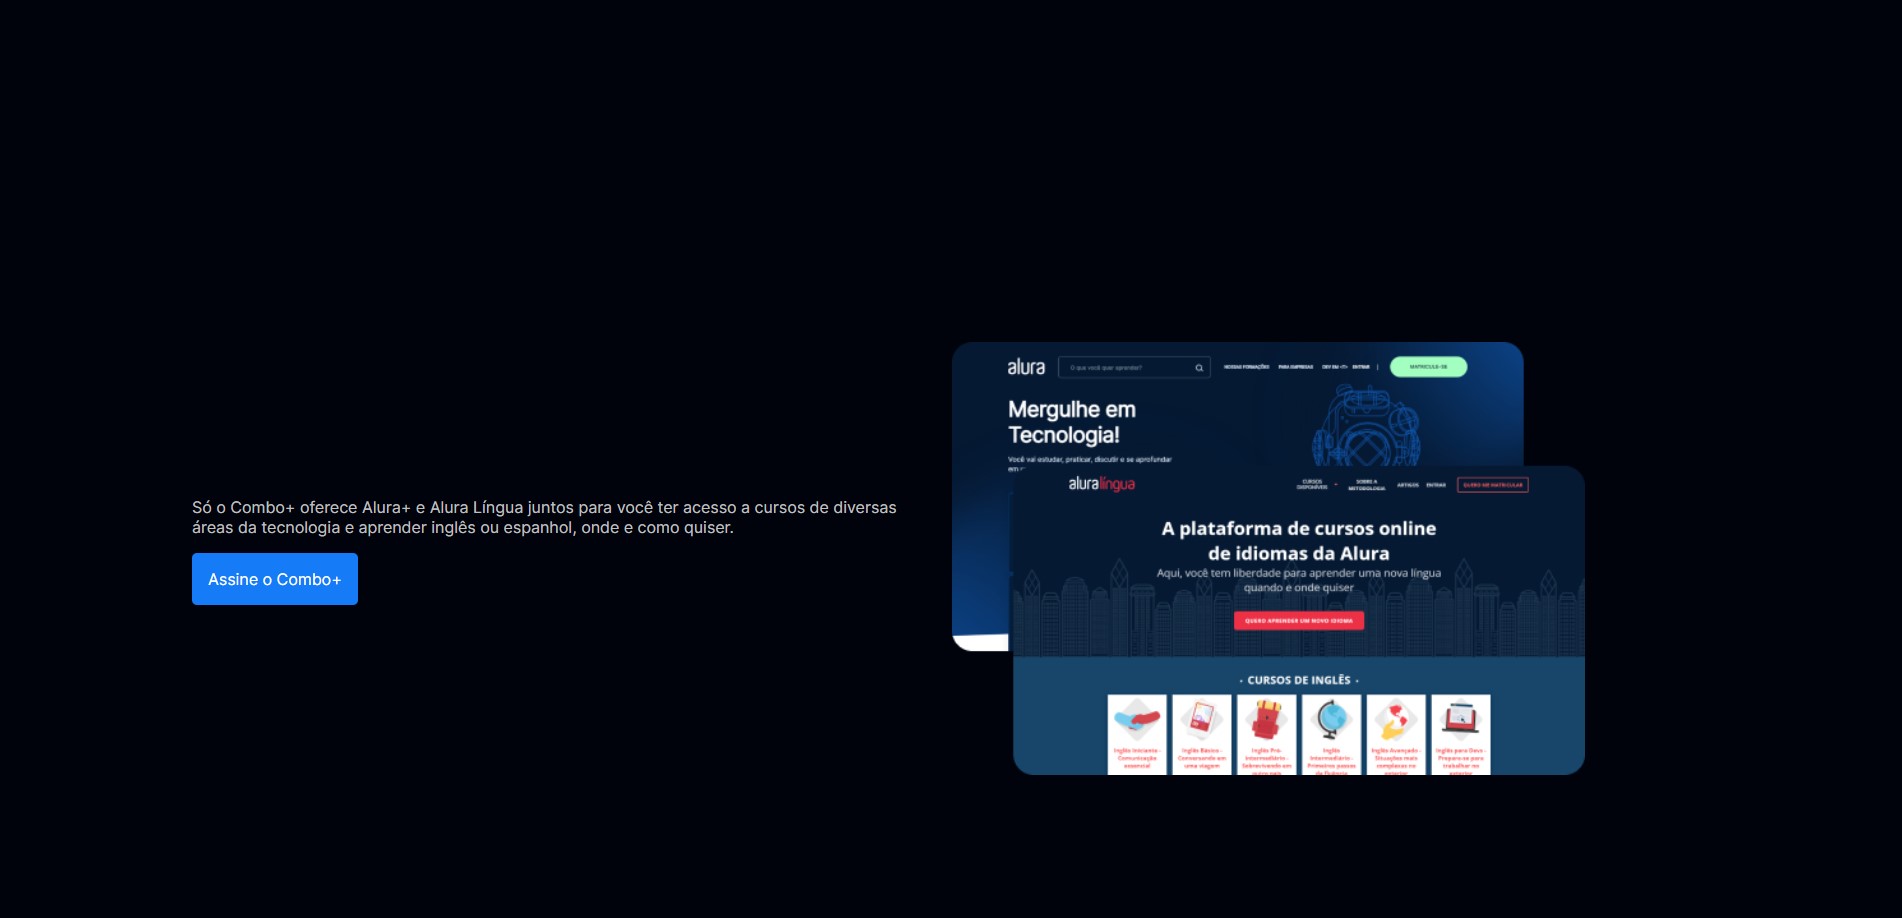 Só o Combo+ oferece Alura+ e Alura Língua juntos para você ter acesso a cursos de diversas
áreas da tecnologia e aprender inglês ou espanhol, onde e como quiser.
Assine o Combo+
alura
O que você quer aprender?
NOSSAS FORMAÇÕES
PARA EMPRESAS
DEV EM <T>
ENTRAR
MATRICULE-SE
Mergulhe em
Tecnologia!
Você vai estudar, praticar, discutir e se aprofundar
em
aluralíngua
CURSOS
DISPONÍVEIS
SOBRE A
METODOLOGIA
ARTIGOS
ENTRAR
QUERO ME MATRICULAR
A plataforma de cursos online
de idiomas da Alura
Aqui, você tem liberdade para aprender uma nova língua
quando e onde quiser
QUERO APRENDER UM NOVO IDIOMA
· CURSOS DE INGLÊS ·
Inglês Iniciante -
Comunicação
essencial
Inglês Básico -
Conversando em
uma viagem
Inglês Pré-
intermediário -
Sobrevivendo em
outro país
Inglês
Intermediário -
Primeiros passos
de fluência
Inglês Avançado -
Situações mais
complexas no
exterior
Inglês para Devs -
Prepare-se para
trabalhar no
exterior